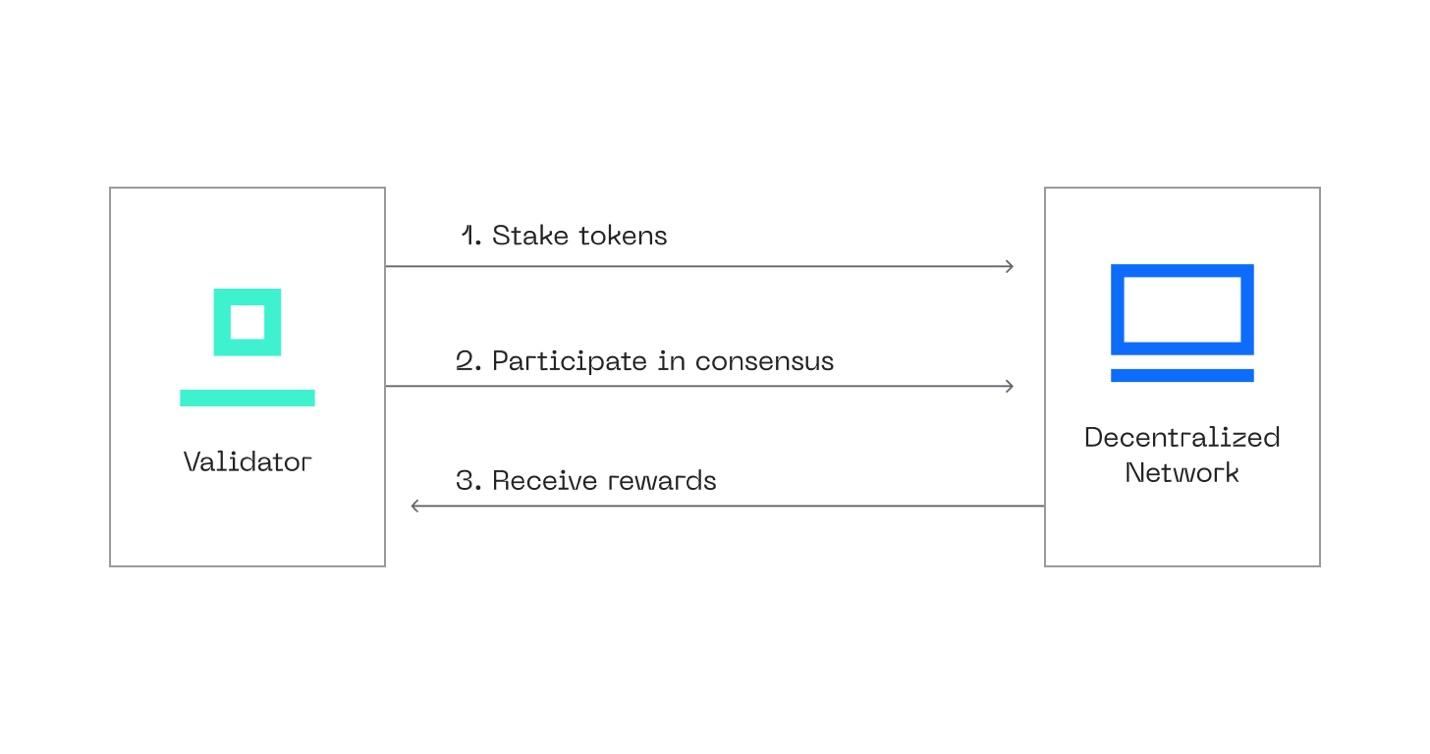 1. Stake tokens
2. Participate in consensus
3. Receive rewards
Validator
Decentralized
Network